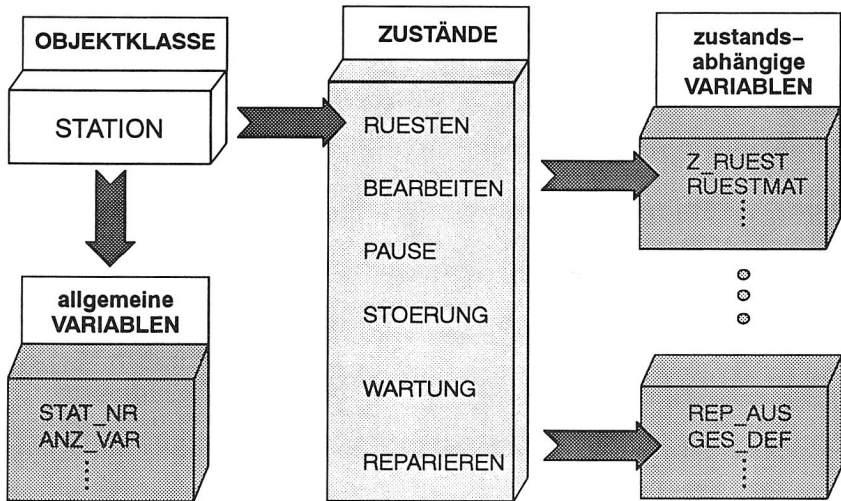 OBJEKTKLASSE
STATION
allgemeine
VARIABLEN
STAT_NR
ANZ_VAR
ZUSTÄNDE
RUESTEN
BEARBEITEN
PAUSE
STOERUNG
WARTUNG
REPARIEREN
zustands-
abhängige
VARIABLEN
Z_RUEST
RUESTMAT
REP_AUS
GES_DEF